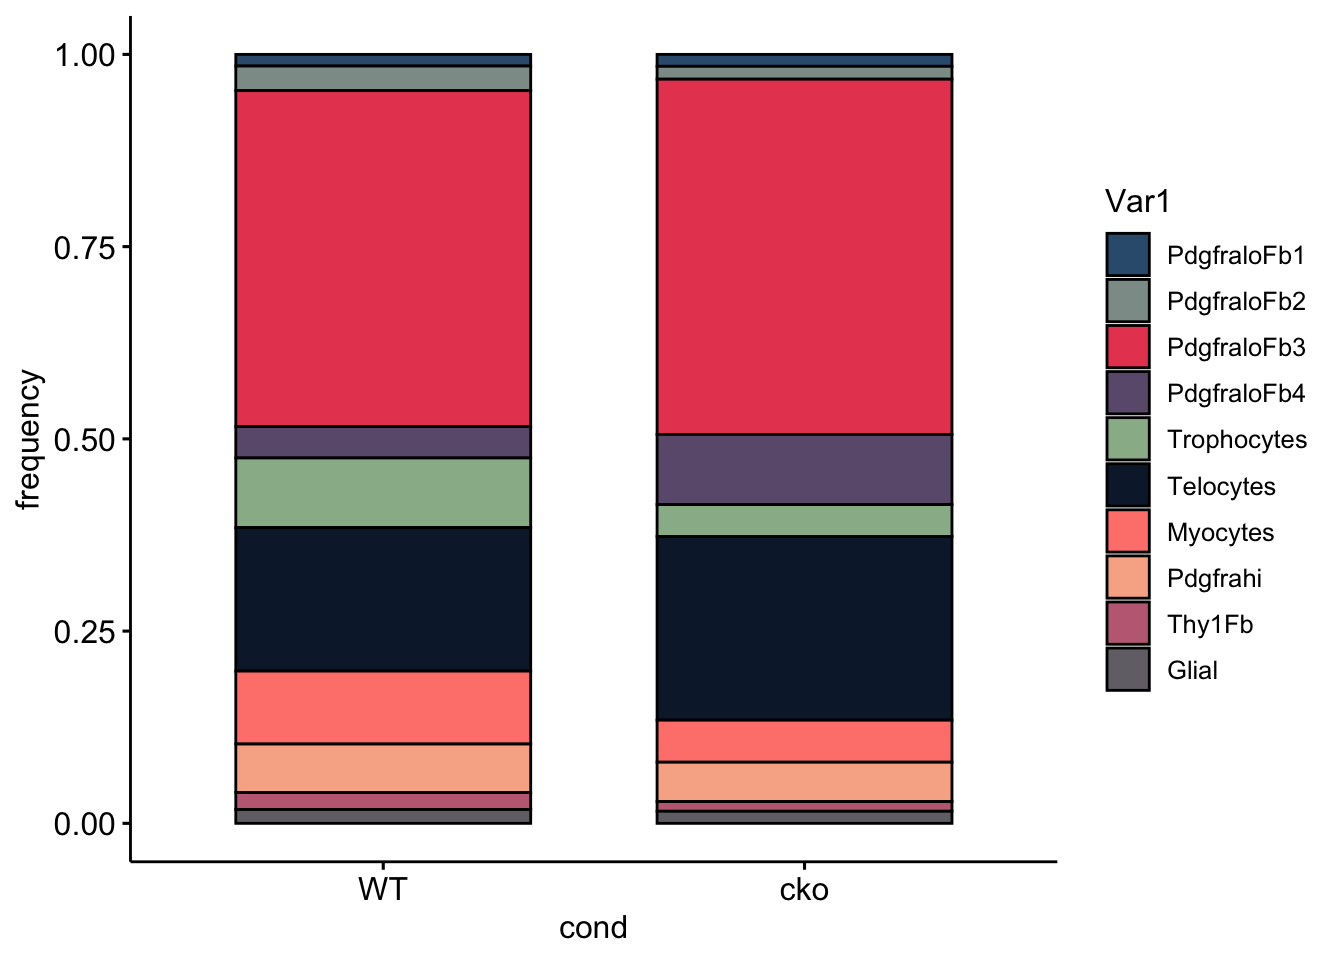 1.00
0.75
0.50
0.25
0.00
frequency
WT
cko
cond
Var1
PdgfraloFb1
PdgfraloFb2
PdgfraloFb3
PdgfraloFb4
Trophocytes
Telocytes
Myocytes
Pdgfrahi
Thy1Fb
Glial